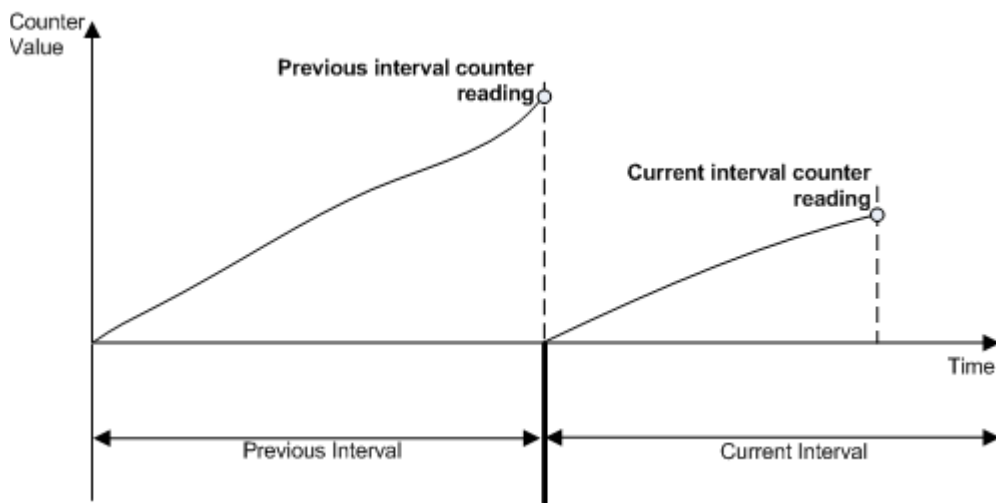 Counter
Value
Previous interval counter
reading
Current interval counter
reading
Time
Previous Interval
Current Interval